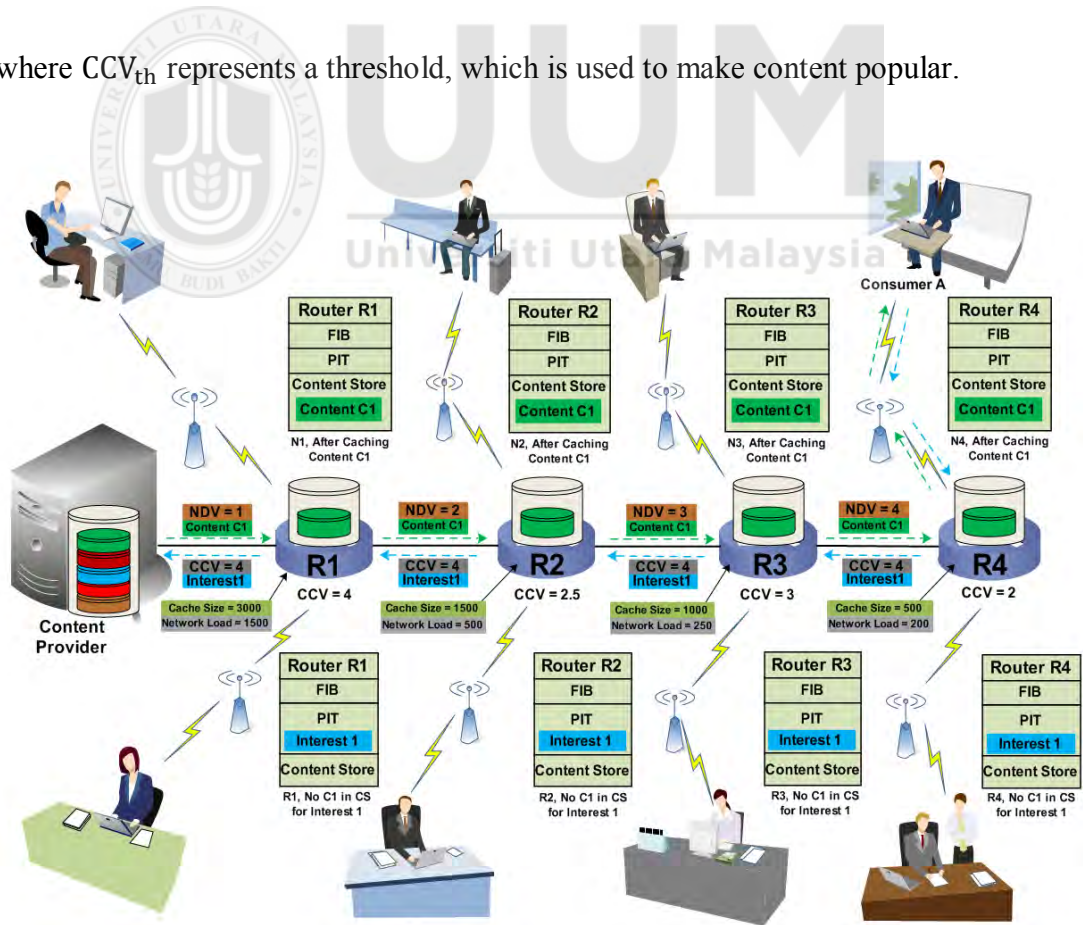 where CCVth represents a threshold, which is used to make content popular.
UNIVERSITI UTARA MALAYSIA
UUM
Universiti Utara Malaysia
BUDI BAKTI
Consumer A
Router R1
FIB
PIT
Content Store
Content C1
N1, After Caching
Content C1
Router R2
FIB
PIT
Content Store
Content C1
N2, After Caching
Content C1
Router R3
FIB
PIT
Content Store
Content C1
N3, After Caching
Content C1
Router R4
FIB
PIT
Content Store
Content C1
N4, After Caching
Content C1
NDV = 1
Content C1
NDV = 2
Content C1
NDV = 3
Content C1
NDV = 4
Content C1
CCV = 4
Interest1
CCV = 4
Interest1
CCV = 4
Interest1
CCV = 4
Interest1
R1
R2
R3
R4
CCV = 4
CCV = 2.5
CCV = 3
CCV = 2
Cache Size = 3000
Network Load = 1500
Cache Size = 1500
Network Load = 500
Cache Size = 1000
Network Load = 250
Cache Size = 500
Network Load = 200
Content
Provider
Router R1
FIB
PIT
Interest 1
Content Store
R1, No C1 in CS
for Interest 1
Router R2
FIB
PIT
Interest 1
Content Store
R2, No C1 in CS
for Interest 1
Router R3
FIB
PIT
Interest 1
Content Store
R3, No C1 in CS
for Interest 1
Router R4
FIB
PIT
Interest 1
Content Store
R4, No C1 in CS
for Interest 1